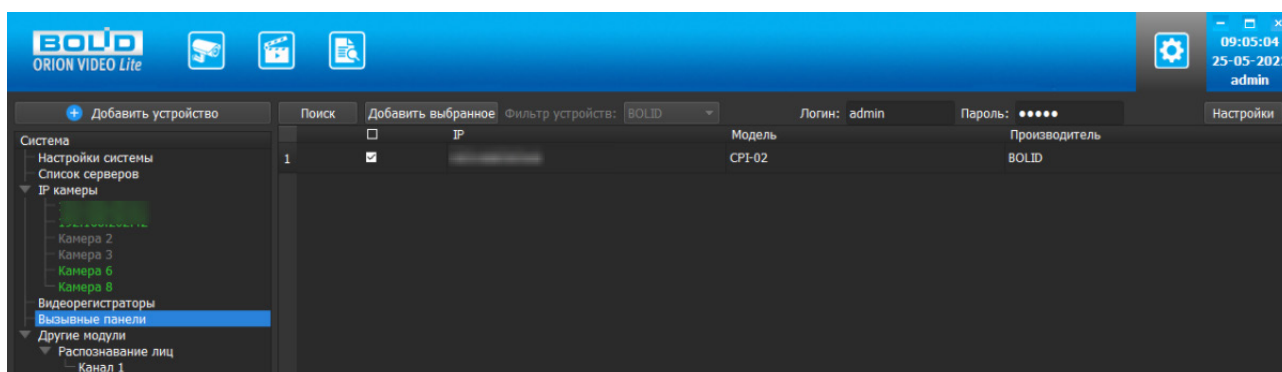 BOLID
ORION VIDEO Lite
09:05:04
25-05-202
admin
Добавить устройство
Поиск
Добавить выбранное
Фильтр устройств: BOLID
Логин: admin
Пароль: •••••
Настройки
Система
Настройки системы
Список серверов
IP камеры
Камера 2
Камера 3
Камера 6
Камера 8
Видеорегистраторы
Вызывные панели
Другие модули
Распознавание лиц
Канал 1
IP Модель Производитель
1 CPI-02 BOLID